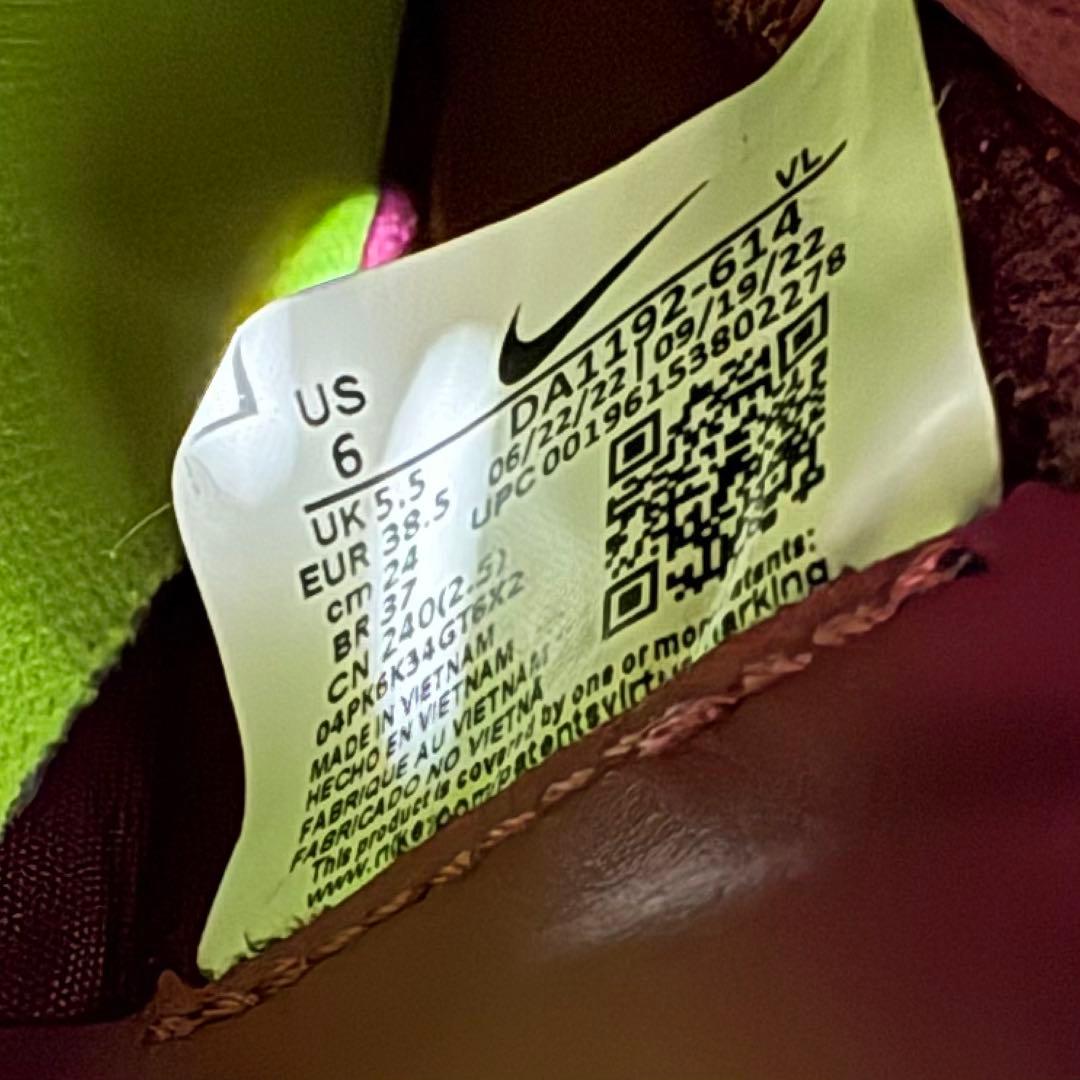 VL
US
6
DA1192-614
06/22/22 | 09/19/22
UPC 00196153802278
UK 5.5
EUR 38.5
cm 24
BR 37
CN 240(2.5)
04PK6K34GT6X2
MADE IN VIETNAM
HECHO EN VIETNAM
FABRIQUE AU VIETNAM
FABRICADO NO VIETNÃ
This product is covered by one or more patents:
www.nike.com/patentsvirtualmarking